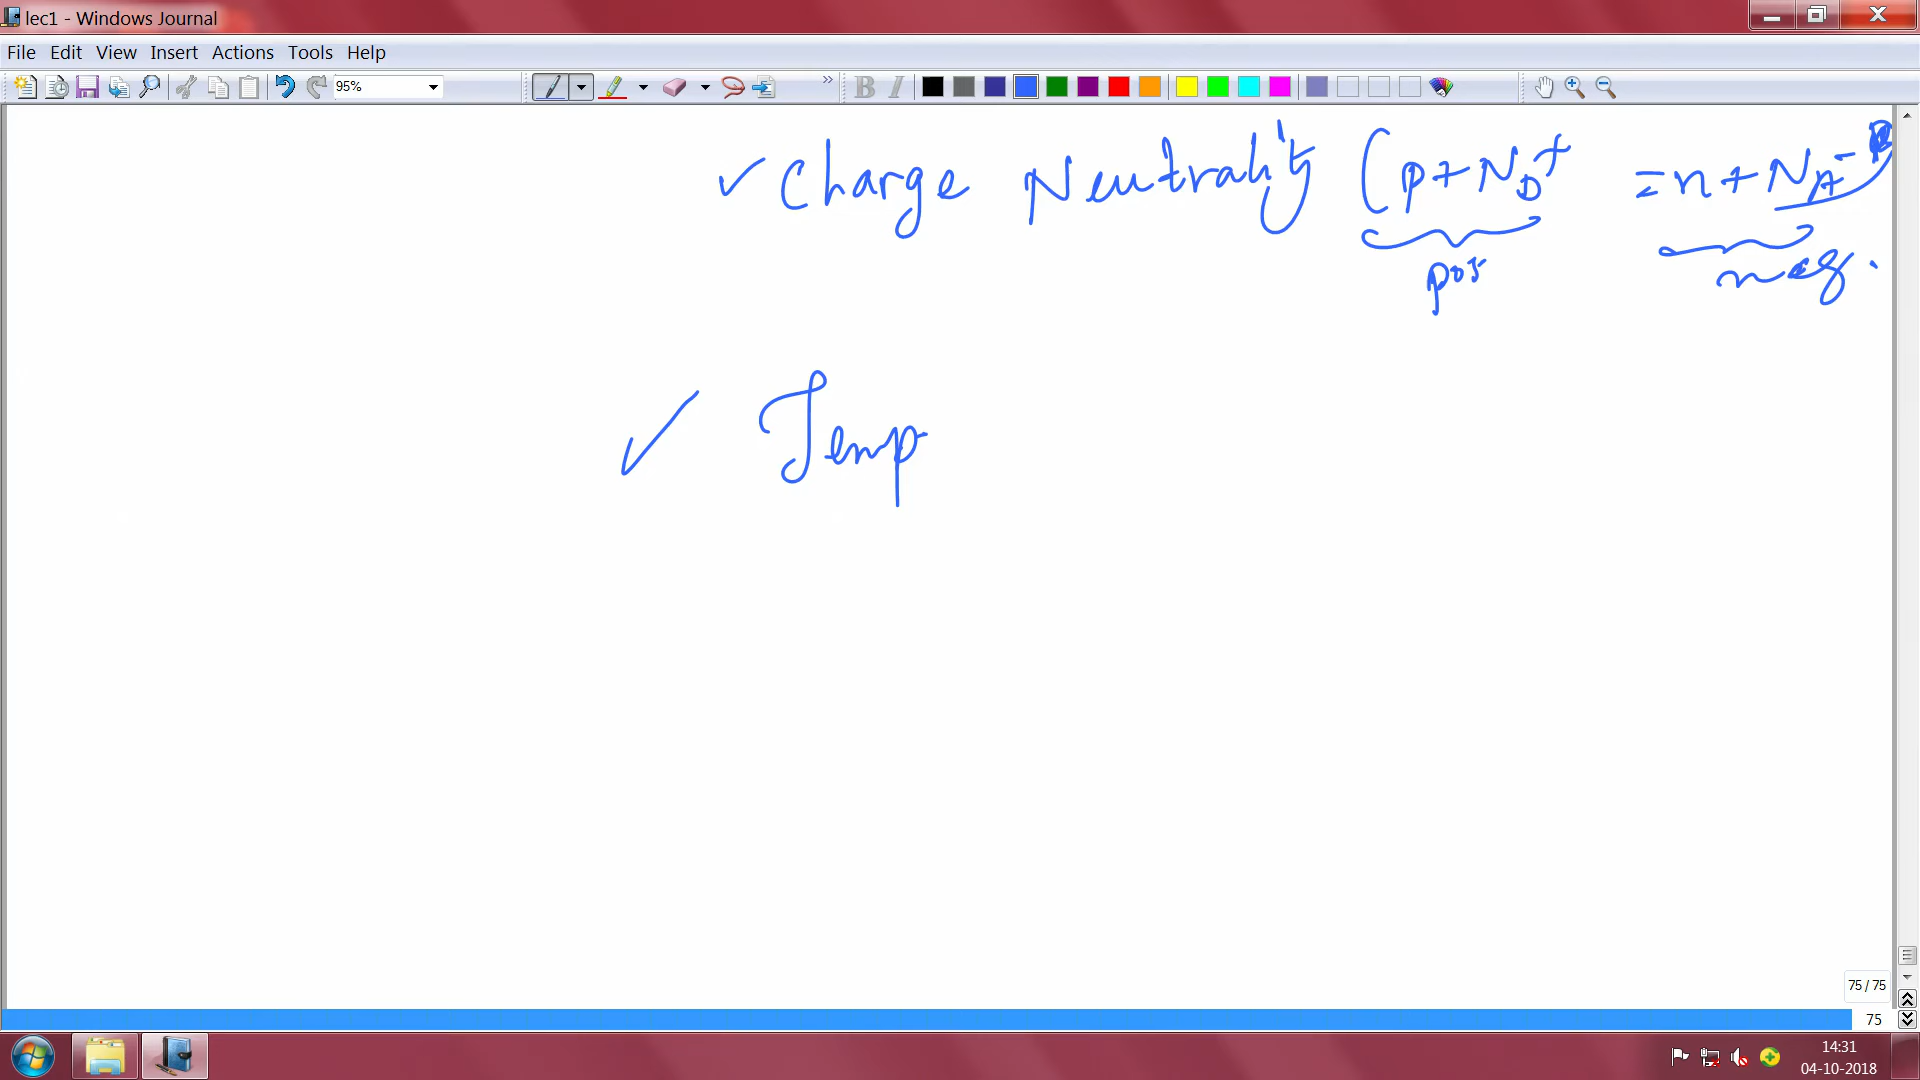 lec1 - Windows Journal
File Edit View Insert Actions Tools Help
95%
B I
✓ Charge Neutrality (p+N_D^+ = n+N_A^-
pos neg.
✓ Temp
75 / 75
75
14:31
04-10-2018